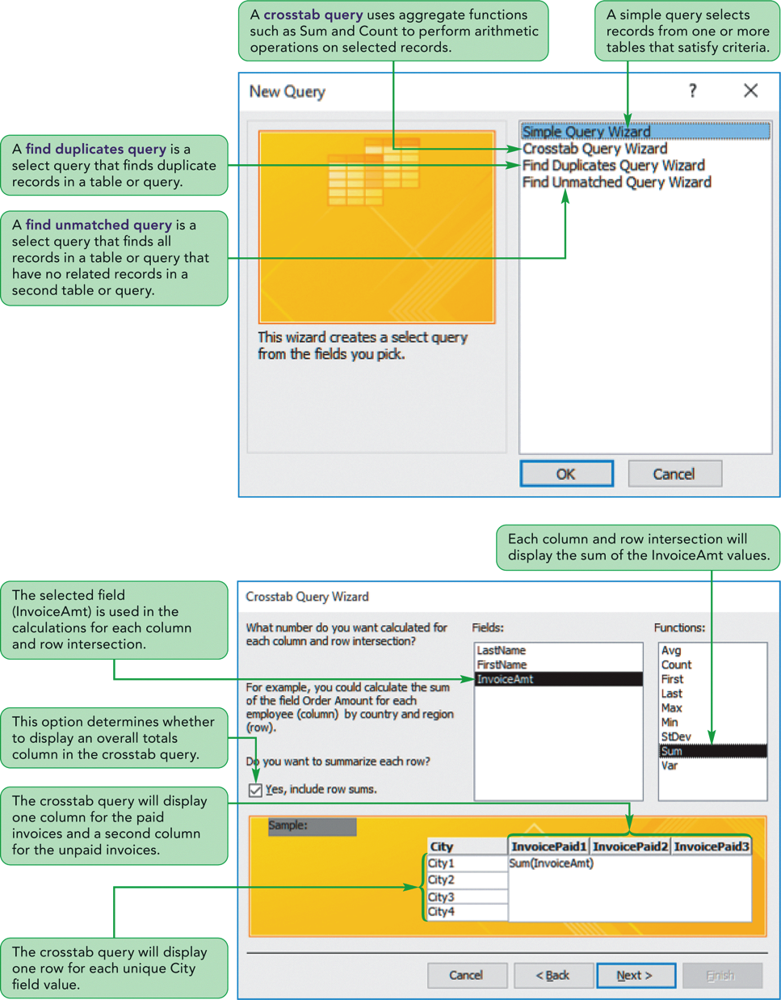 A crosstab query uses aggregate functions
such as Sum and Count to perform arithmetic
operations on selected records.
A simple query selects
records from one or more
tables that satisfy criteria.
New Query
?
A find duplicates query is a
select query that finds duplicate
records in a table or query.
A find unmatched query is a
select query that finds all
records in a table or query that
have no related records in a
second table or query.
Simple Query Wizard
Crosstab Query Wizard
Find Duplicates Query Wizard
Find Unmatched Query Wizard
This wizard creates a select query
from the fields you pick.
OK
Cancel
Each column and row intersection will
display the sum of the InvoiceAmt values.
The selected field
(InvoiceAmt) is used in the
calculations for each column
and row intersection.
This option determines whether
to display an overall totals
column in the crosstab query.
The crosstab query will display
one column for the paid
invoices and a second column
for the unpaid invoices.
The crosstab query will display
one row for each unique City
field value.
Crosstab Query Wizard
What number do you want calculated for
each column and row intersection?
For example, you could calculate the sum
of the field Order Amount for each
employee (column) by country and region
(row).
Do you want to summarize each row?
Yes, include row sums.
Fields:
LastName
FirstName
InvoiceAmt
Functions:
Avg
Count
First
Last
Max
Min
StDev
Sum
Var
Sample:
City InvoicePaid1 InvoicePaid2 InvoicePaid3
City1 Sum(InvoiceAmt)
City2
City3
City4
Cancel
< Back
Next >
Finish